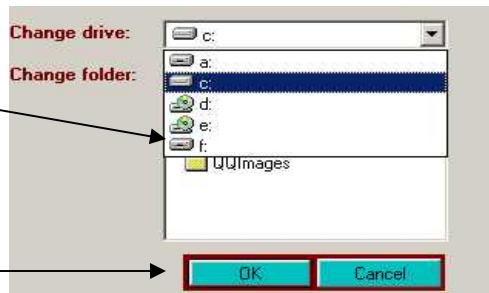 Change drive: c:
a:
Change folder: c:
d:
e:
f:
QQImages
OK Cancel